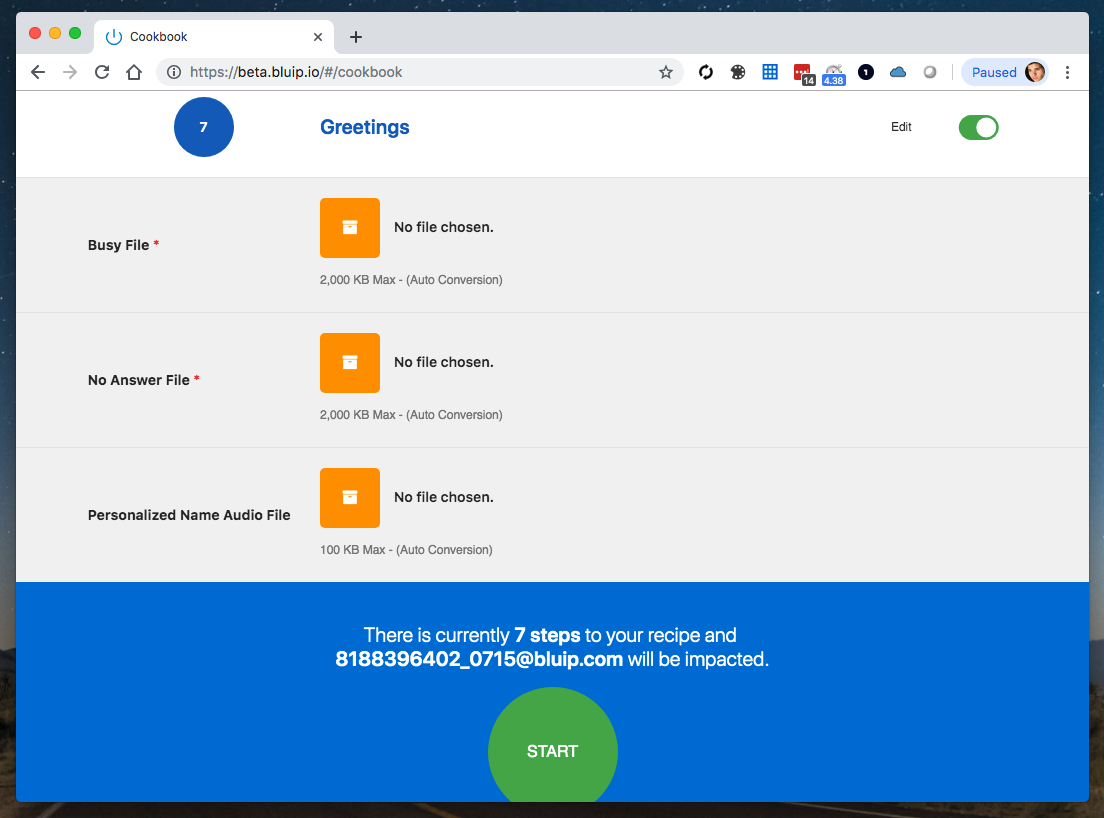 Cookbook
https://beta.bluip.io/#/cookbook
14
4.38
1
Paused
7
Greetings
Edit
Busy File *
No file chosen.
2,000 KB Max - (Auto Conversion)
No Answer File *
No file chosen.
2,000 KB Max - (Auto Conversion)
Personalized Name Audio File
No file chosen.
100 KB Max - (Auto Conversion)
There is currently 7 steps to your recipe and
8188396402_0715@bluip.com will be impacted.
START